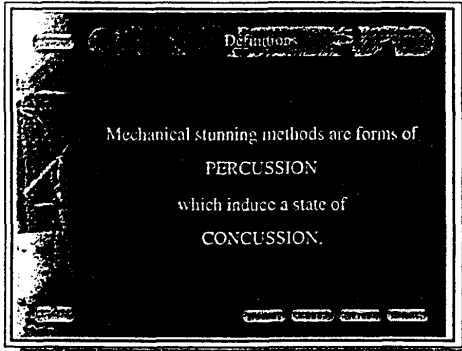 Definitions
Mechanical stunning methods are forms of
PERCUSSION
which induce a state of
CONCUSSION.